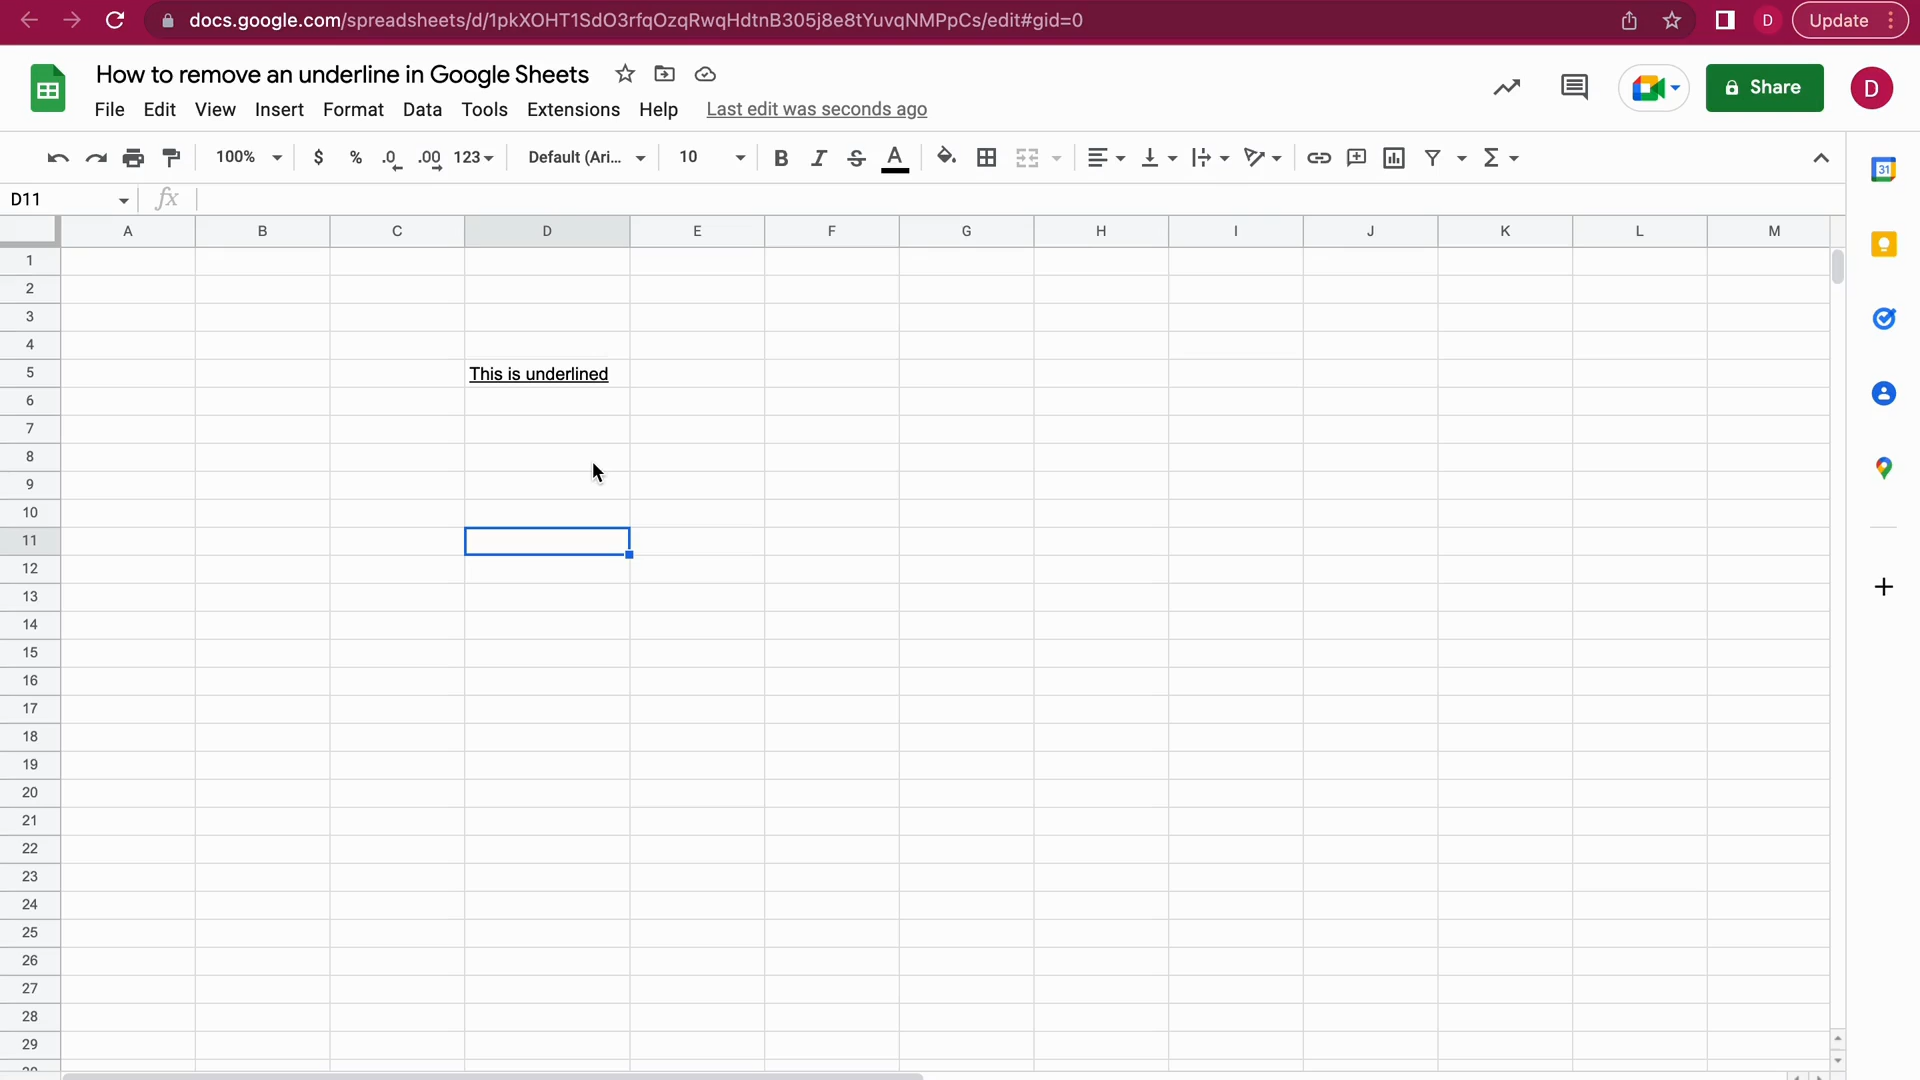 docs.google.com/spreadsheets/d/1pkXOHT1SdO3rfqOzqRwqHdtnB305j8e8tYuvqNMPpCs/edit#gid=0
D
Update
How to remove an underline in Google Sheets
File Edit View Insert Format Data Tools Extensions Help Last edit was seconds ago
Share
D
100% $ % .0 .00 123 Default (Ari... 10 B I S A Σ
31
D11 fx
A B C D E F G H I J K L M
1
2
3
4
5 This is underlined
6
7
8
9
10
11
12
13
14
15
16
17
18
19
20
21
22
23
24
25
26
27
28
29